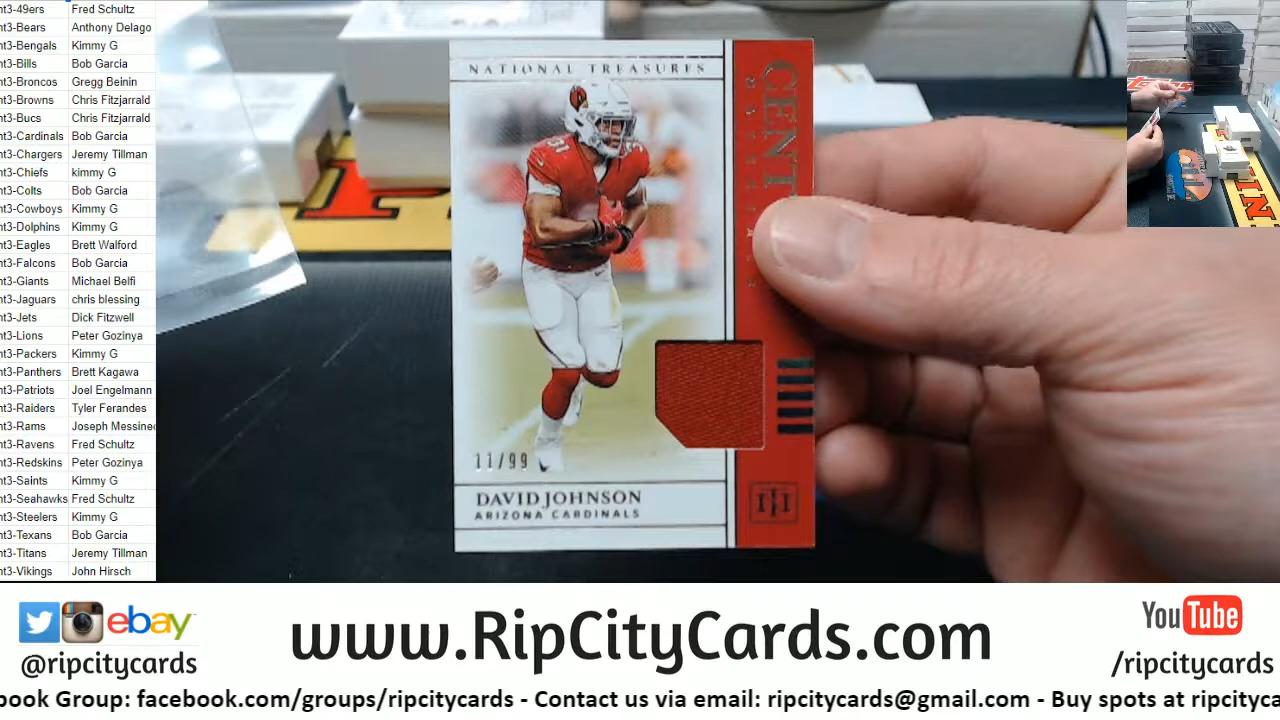 nt3-49ers Fred Schultz
nt3-Bears Anthony Delago
nt3-Bengals Kimmy G
nt3-Bills Bob Garcia
nt3-Broncos Gregg Beinin
nt3-Browns Chris Fitzjarrald
nt3-Bucs Chris Fitzjarrald
nt3-Cardinals Bob Garcia
nt3-Chargers Jeremy Tillman
nt3-Chiefs kimmy G
nt3-Colts Bob Garcia
nt3-Cowboys Kimmy G
nt3-Dolphins Kimmy G
nt3-Eagles Brett Walford
nt3-Falcons Bob Garcia
nt3-Giants Michael Belfi
nt3-Jaguars chris blessing
nt3-Jets Dick Fitzwell
nt3-Lions Peter Gozinya
nt3-Packers Kimmy G
nt3-Panthers Brett Kagawa
nt3-Patriots Joel Engelmann
nt3-Raiders Tyler Ferandes
nt3-Rams Joseph Messineo
nt3-Ravens Fred Schultz
nt3-Redskins Peter Gozinya
nt3-Saints Kimmy G
nt3-Seahawks Fred Schultz
nt3-Steelers Kimmy G
nt3-Texans Bob Garcia
nt3-Titans Jeremy Tillman
nt3-Vikings John Hirsch
NATIONAL TREASURES
CENT
31
11/99
DAVID JOHNSON
ARIZONA CARDINALS
ebay
@ripcitycards
www.RipCityCards.com
YouTube
/ripcitycards
book Group: facebook.com/groups/ripcitycards - Contact us via email: ripcitycards@gmail.com - Buy spots at ripcityca